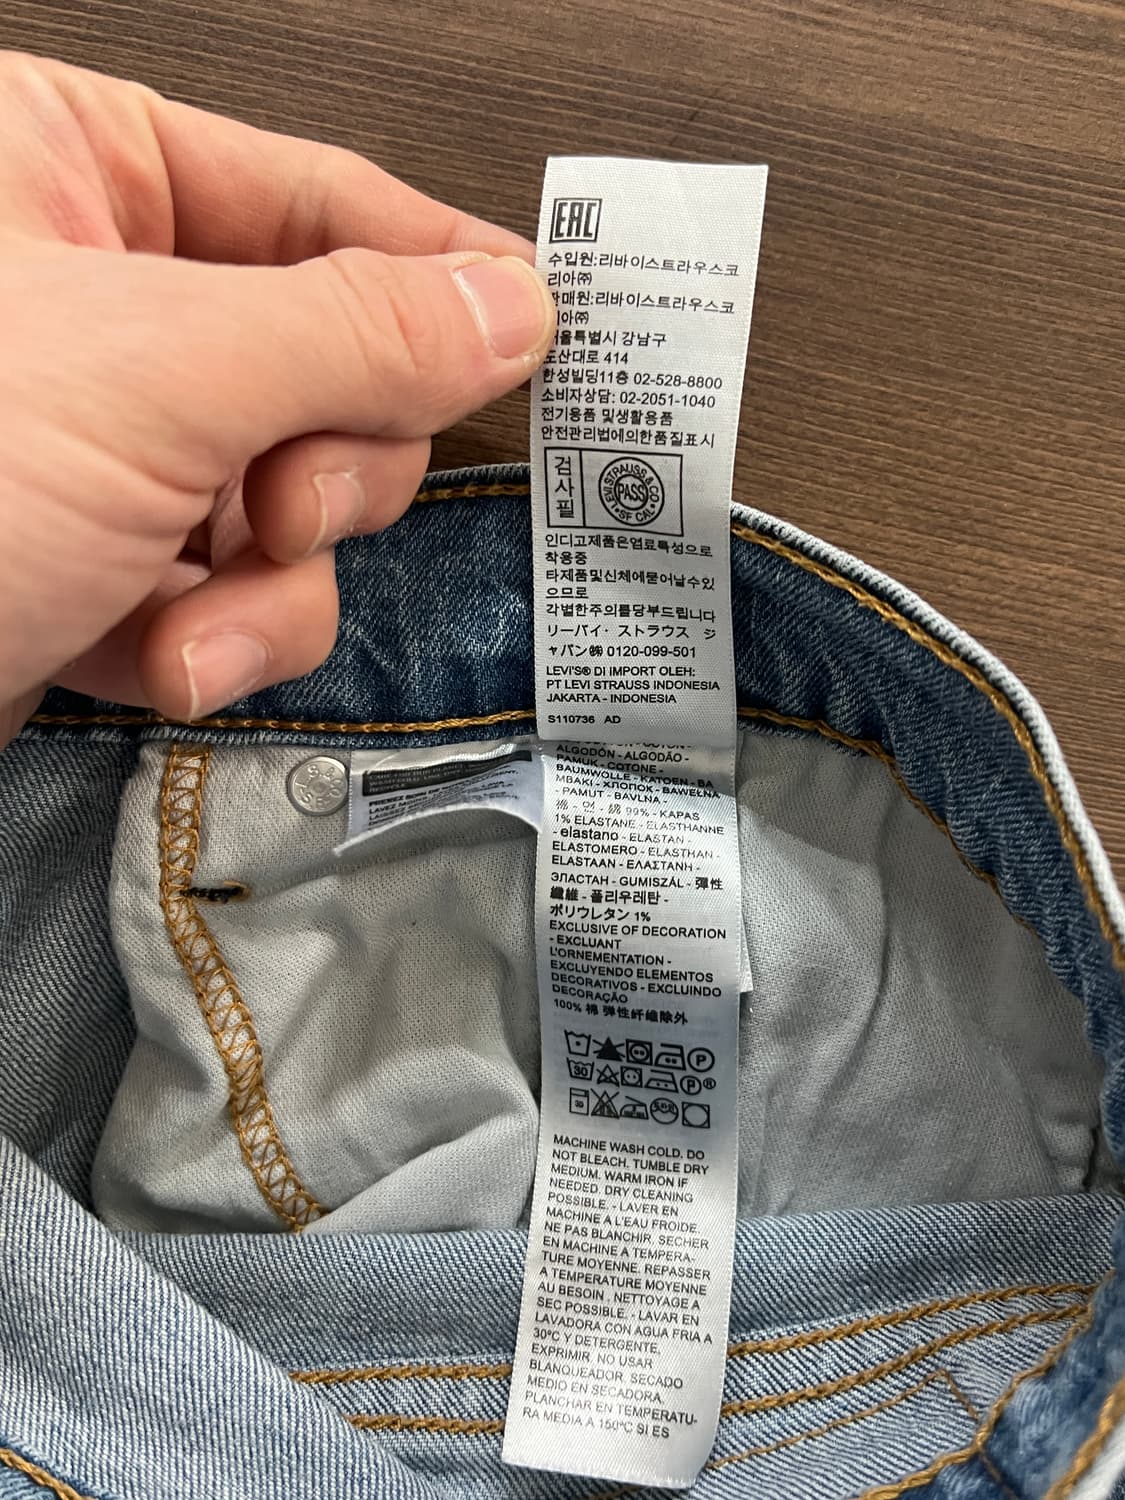 EAC
수입원:리바이스트라우스코
리아㈜
판매원:리바이스트라우스코
리아㈜
서울특별시 강남구
도산대로 414
한성빌딩11층 02-528-8800
소비자상담: 02-2051-1040
전기용품 및생활용품
안전관리법에의한품질표시
검사필
LEVI STRAUSS & CO
PASS
SF CAL
인디고제품은염료특성으로
착용중
타제품및신체에묻어날수있
으므로
각별한주의를당부드립니다
リーバイ・ストラウス ジ
ャパン㈱ 0120-099-501
LEVI'S® DI IMPORT OLEH:
PT LEVI STRAUSS INDONESIA
JAKARTA - INDONESIA
S110736 AD
ALGODÓN - ALGODÃO -
PAMUK - COTONE -
BAUMWOLLE - KATOEN - BA
MBAKI - ХЛОПОК - BAWEŁNA
- PAMUT - BAVLNA -
棉 - 면 - 綿 99% - KAPAS
1% ELASTANE - ELASTHANNE
- elastano - ELASTAN -
ELASTOMERO - ELASTHAN -
ELASTAAN - ΕΛΑΣΤΑΝΗ -
ЭЛАСТАН - GUMISZÁL - 彈性
纖維 - 폴리우레탄 -
ポリウレタン 1%
EXCLUSIVE OF DECORATION
- EXCLUANT
L'ORNEMENTATION -
EXCLUYENDO ELEMENTOS
DECORATIVOS - EXCLUINDO
DECORAÇÃO
100% 棉 弹性纤维除外
P
30 P®
30
MACHINE WASH COLD. DO
NOT BLEACH. TUMBLE DRY
MEDIUM. WARM IRON IF
NEEDED. DRY CLEANING
POSSIBLE. - LAVER EN
MACHINE A L'EAU FROIDE.
NE PAS BLANCHIR. SECHER
EN MACHINE A TEMPERA-
TURE MOYENNE. REPASSER
A TEMPERATURE MOYENNE
AU BESOIN . NETTOYAGE A
SEC POSSIBLE. - LAVAR EN
LAVADORA CON AGUA FRIA A
30°C Y DETERGENTE,
EXPRIMIR. NO USAR
BLANQUEADOR. SECADO
MEDIO EN SECADORA.
PLANCHAR EN TEMPERATU-
RA MEDIA A 150°C SI ES